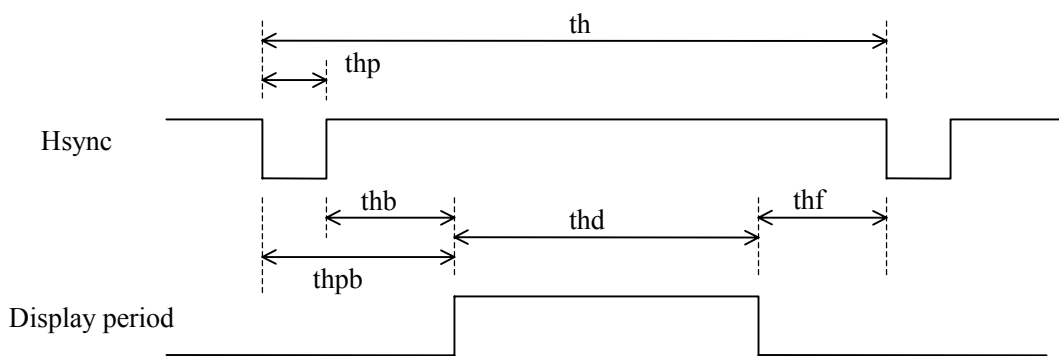 th
thp
Hsync
thb
thf
thd
thpb
Display period